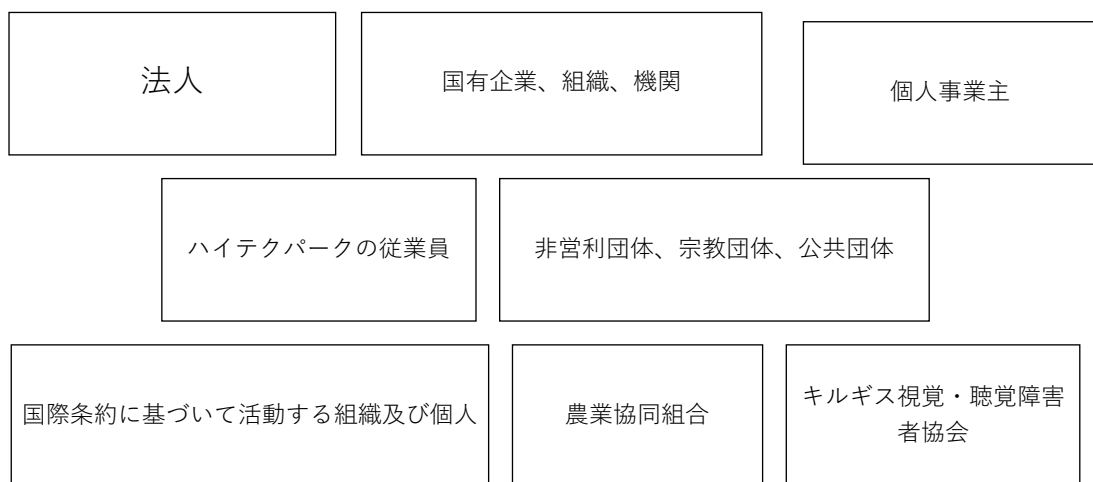 法人
国有企業、組織、機関
個人事業主
ハイテクパークの従業員
非営利団体、宗教団体、公共団体
国際条約に基づいて活動する組織及び個人
農業協同組合
キルギス視覚・聴覚障害
者協会